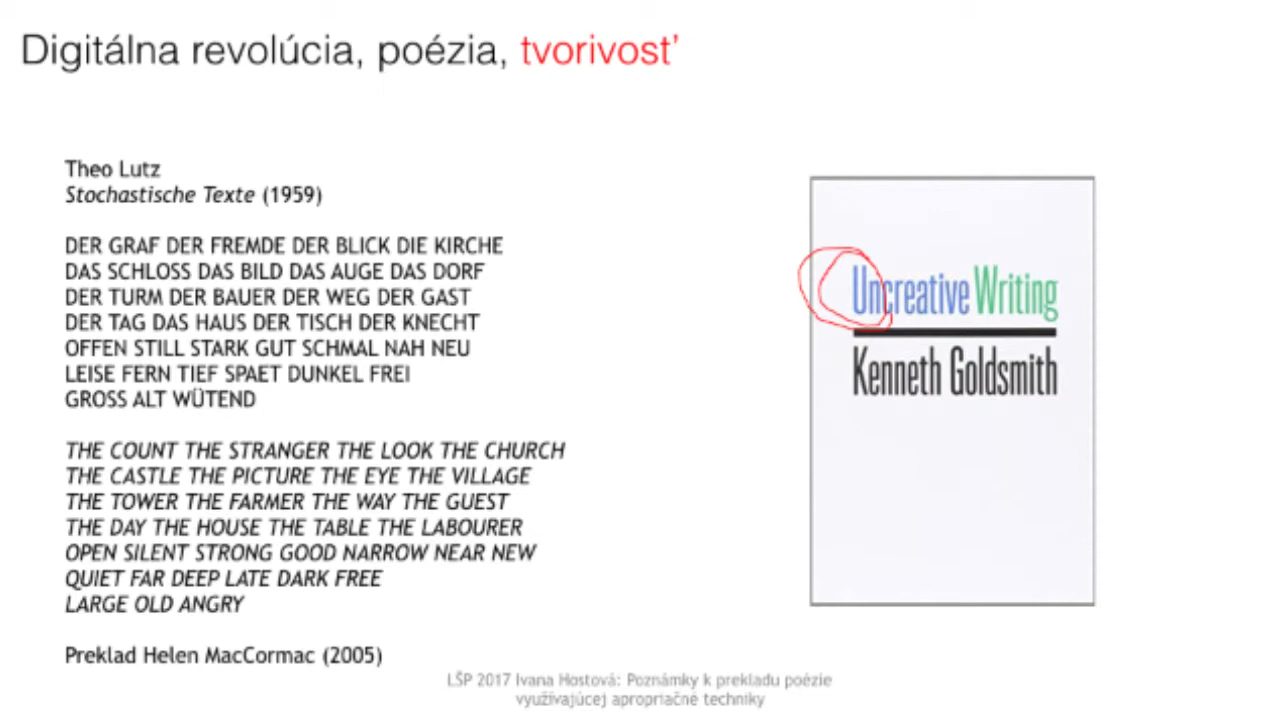 Digitálna revolúcia, poézia, tvorivosť
Theo Lutz
Stochastische Texte (1959)
DER GRAF DER FREMDE DER BLICK DIE KIRCHE
DAS SCHLOSS DAS BILD DAS AUGE DAS DORF
DER TURM DER BAUER DER WEG DER GAST
DER TAG DAS HAUS DER TISCH DER KNECHT
OFFEN STILL STARK GUT SCHMAL NAH NEU
LEISE FERN TIEF SPAET DUNKEL FREI
GROSS ALT WÜTEND
THE COUNT THE STRANGER THE LOOK THE CHURCH
THE CASTLE THE PICTURE THE EYE THE VILLAGE
THE TOWER THE FARMER THE WAY THE GUEST
THE DAY THE HOUSE THE TABLE THE LABOURER
OPEN SILENT STRONG GOOD NARROW NEAR NEW
QUIET FAR DEEP LATE DARK FREE
LARGE OLD ANGRY
Preklad Helen MacCormac (2005)
Uncreative Writing
Kenneth Goldsmith
LŠP 2017 Ivana Hostová: Poznámky k prekladu poézie
využívajúcej apropriačné techniky